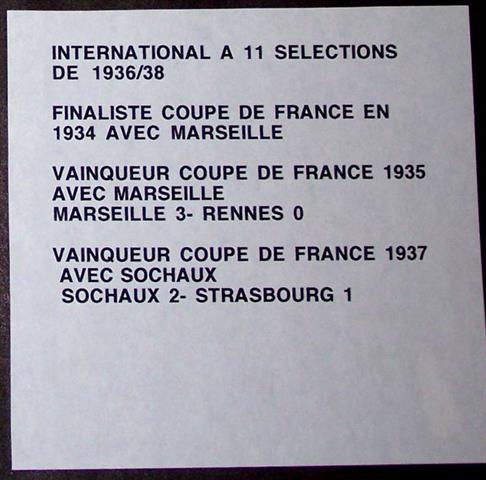 INTERNATIONAL A 11 SELECTIONS
DE 1936/38
FINALISTE COUPE DE FRANCE EN
1934 AVEC MARSEILLE
VAINQUEUR COUPE DE FRANCE 1935
AVEC MARSEILLE
MARSEILLE 3- RENNES 0
VAINQUEUR COUPE DE FRANCE 1937
AVEC SOCHAUX
SOCHAUX 2- STRASBOURG 1